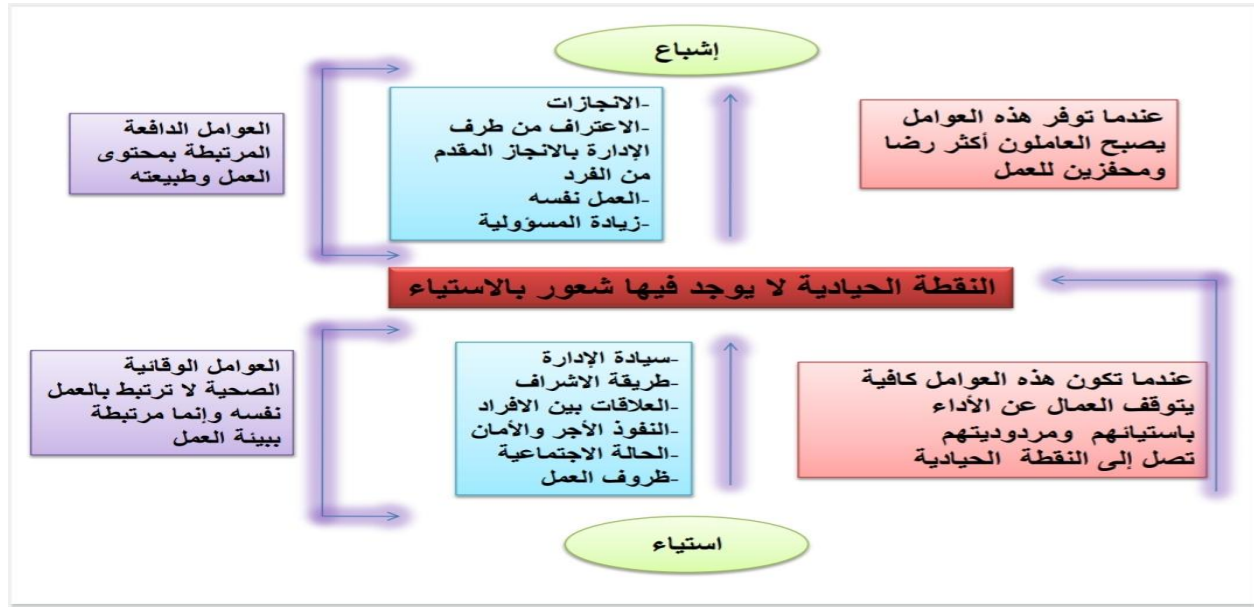 إشباع
عندما توفر هذه العوامل
يصبح العاملون أكثر رضا
ومحفزين للعمل
-الانجازات
-الاعتراف من طرف
الإدارة بالانجاز المقدم
من الفرد
-العمل نفسه
-زيادة المسؤولية
العوامل الدافعة
المرتبطة بمحتوى
العمل وطبيعته
النقطة الحيادية لا يوجد فيها شعور بالاستياء
عندما تكون هذه العوامل كافية
يتوقف العمال عن الأداء
باستيائهم ومردوديتهم
تصل إلى النقطة الحيادية
-سيادة الإدارة
-طريقة الاشراف
-العلاقات بين الافراد
-النفوذ الأجر والأمان
-الحالة الاجتماعية
-ظروف العمل
العوامل الوقائية
الصحية لا ترتبط بالعمل
نفسه وإنما مرتبطة
ببيئة العمل
استياء